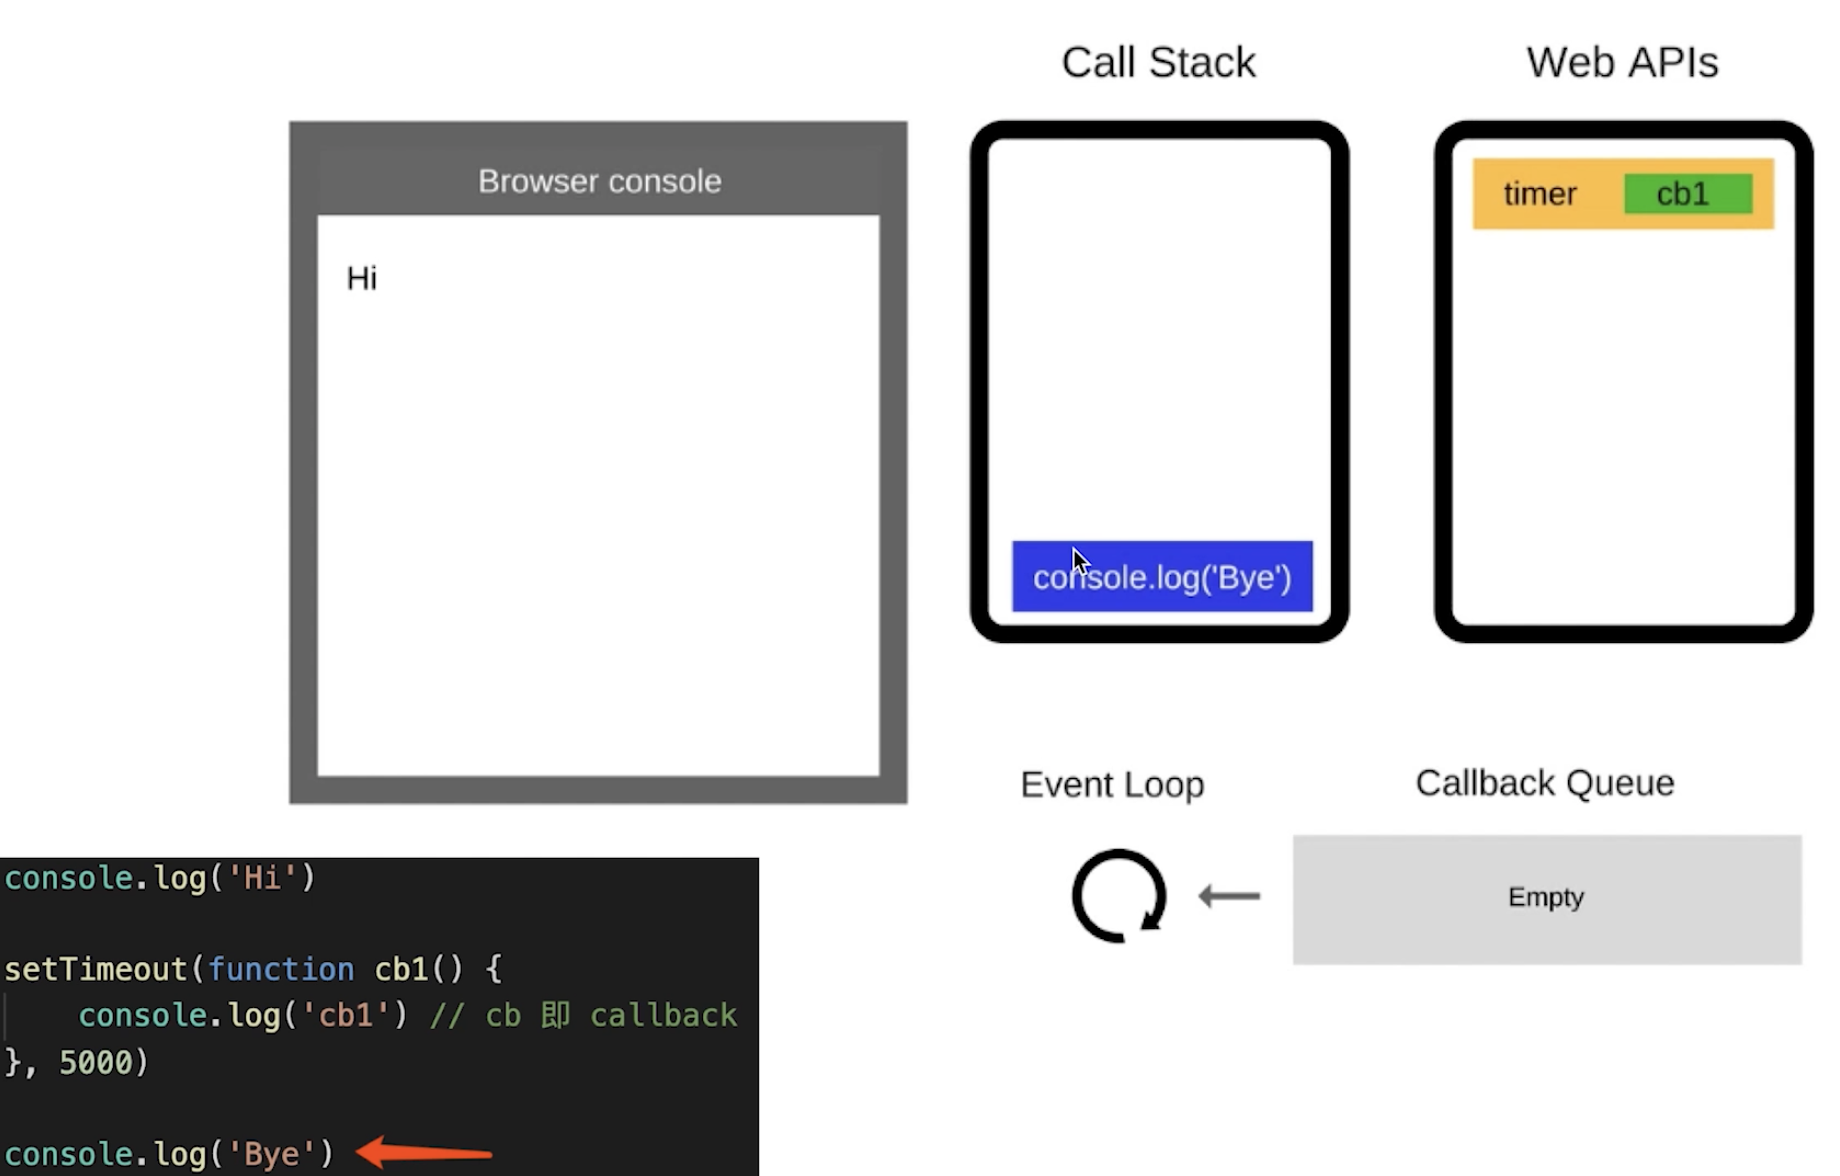 Call Stack
Web APIs
Browser console
timer
cb1
Hi
console.log('Bye')
Event Loop
Callback Queue
Empty
console.log('Hi')
setTimeout(function cb1() {
    console.log('cb1') // cb 即 callback
}, 5000)
console.log('Bye')